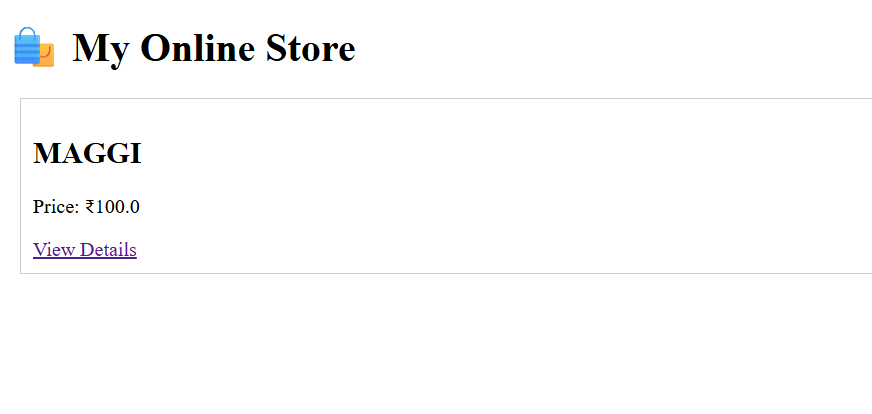 My Online Store
MAGGI
Price: ₹100.0
View Details